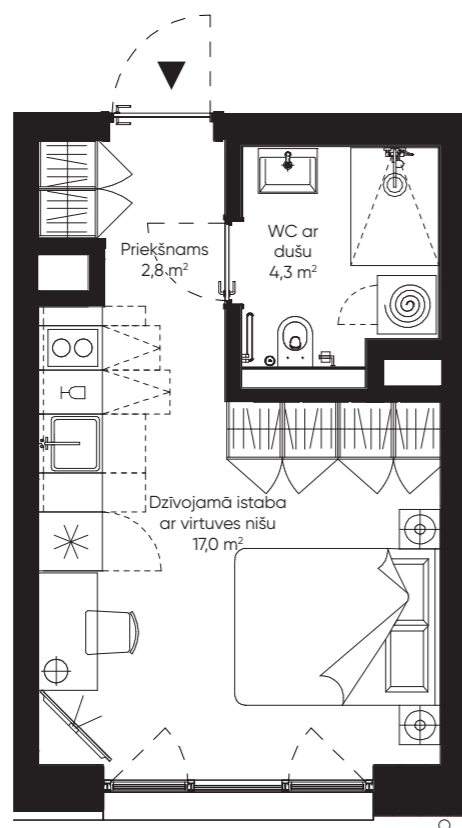 Priekšnams
2,8 m²
WC ar
dušu
4,3 m²
Dzīvojamā istaba
ar virtuves nišu
17,0 m²